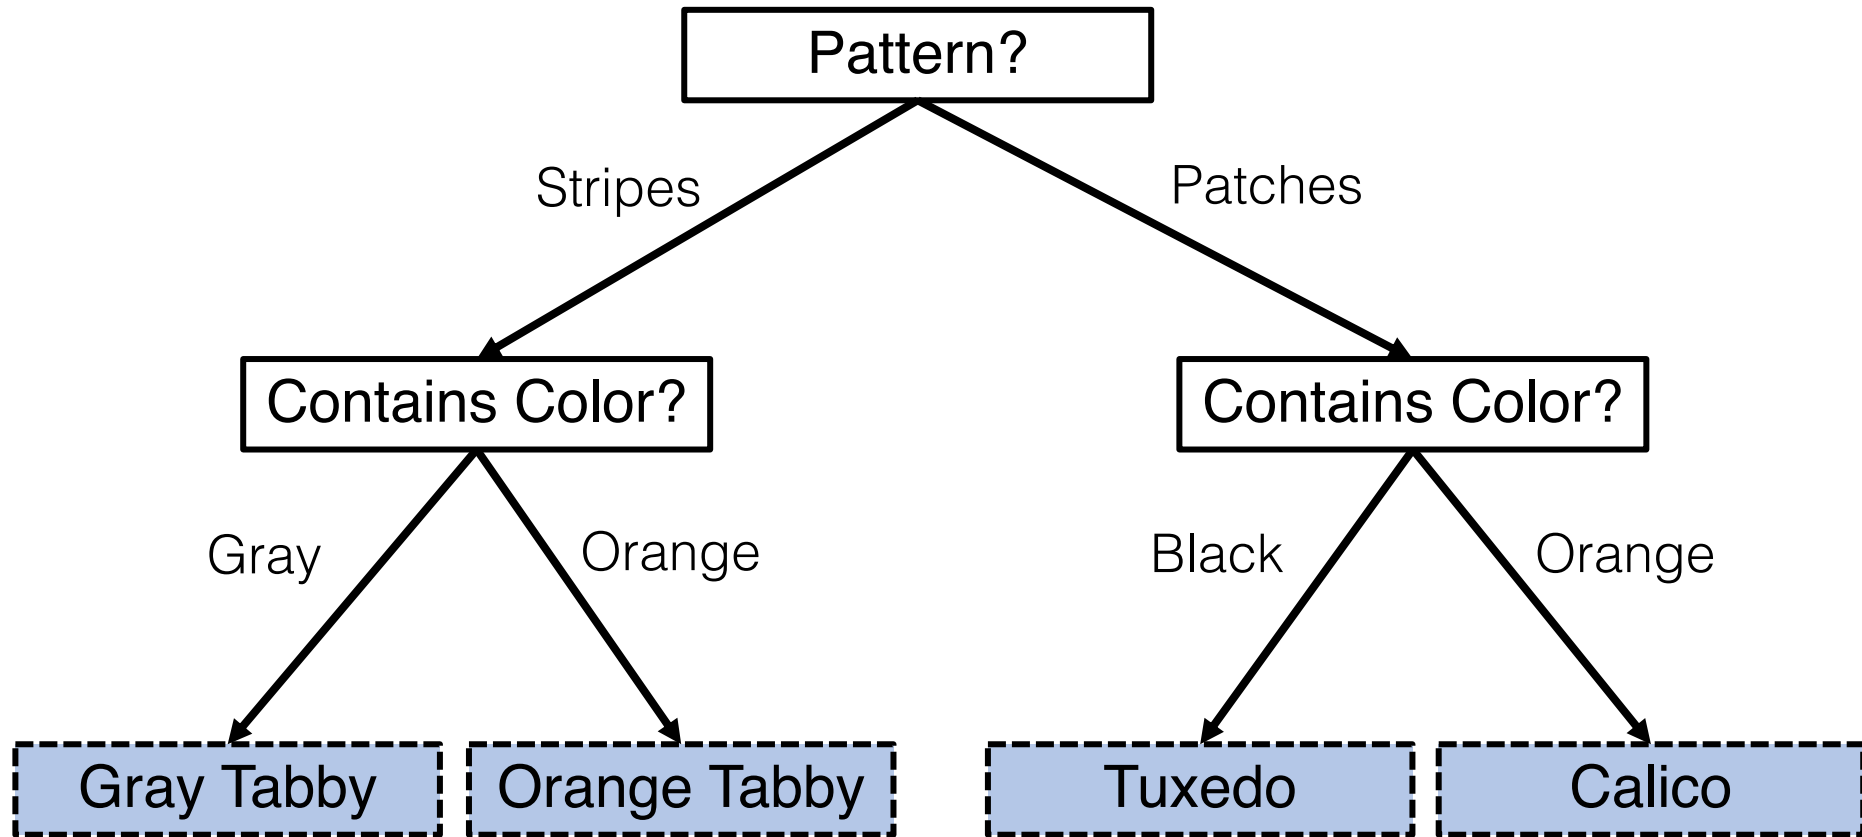 Pattern?
Stripes
Patches
Contains Color?
Contains Color?
Gray
Orange
Black
Orange
Gray Tabby
Orange Tabby
Tuxedo
Calico